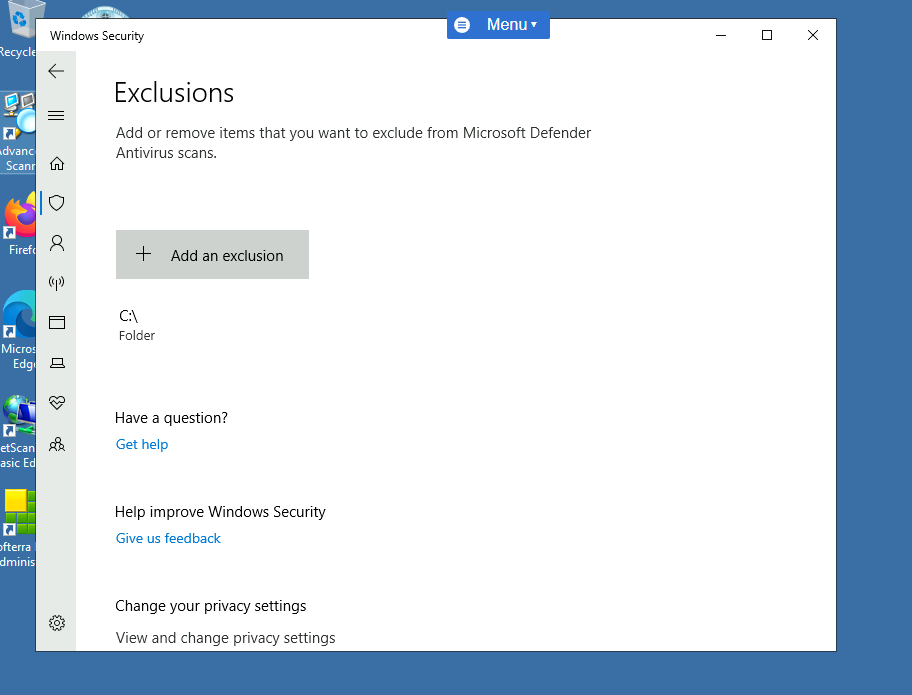 Menu
Windows Security
Recycle
Exclusions
Add or remove items that you want to exclude from Microsoft Defender
Antivirus scans.
Advanc
Scann
Add an exclusion
Firefo
C:\
Folder
Micros
Edge
Have a question?
Get help
etScan
asic Ed
Help improve Windows Security
Give us feedback
ofterra
dminis
Change your privacy settings
View and change privacy settings